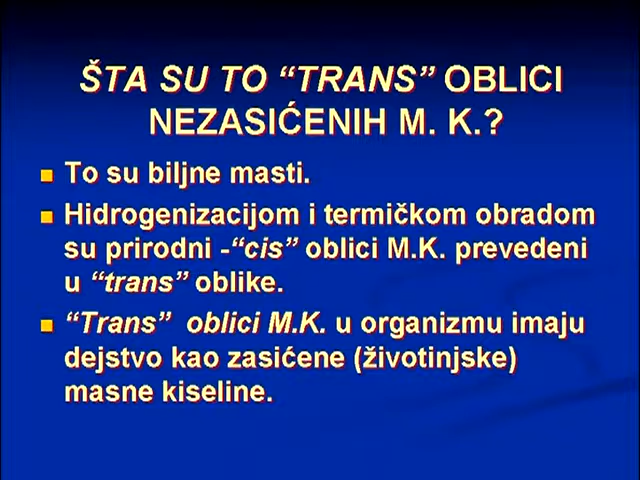 ŠTA SU TO “TRANS” OBLICI
NEZASIĆENIH M. K.?
To su biljne masti.
Hidrogenizacijom i termičkom obradom
su prirodni -“cis” oblici M.K. prevedeni
u “trans” oblike.
“Trans” oblici M.K. u organizmu imaju
dejstvo kao zasićene (životinjske)
masne kiseline.